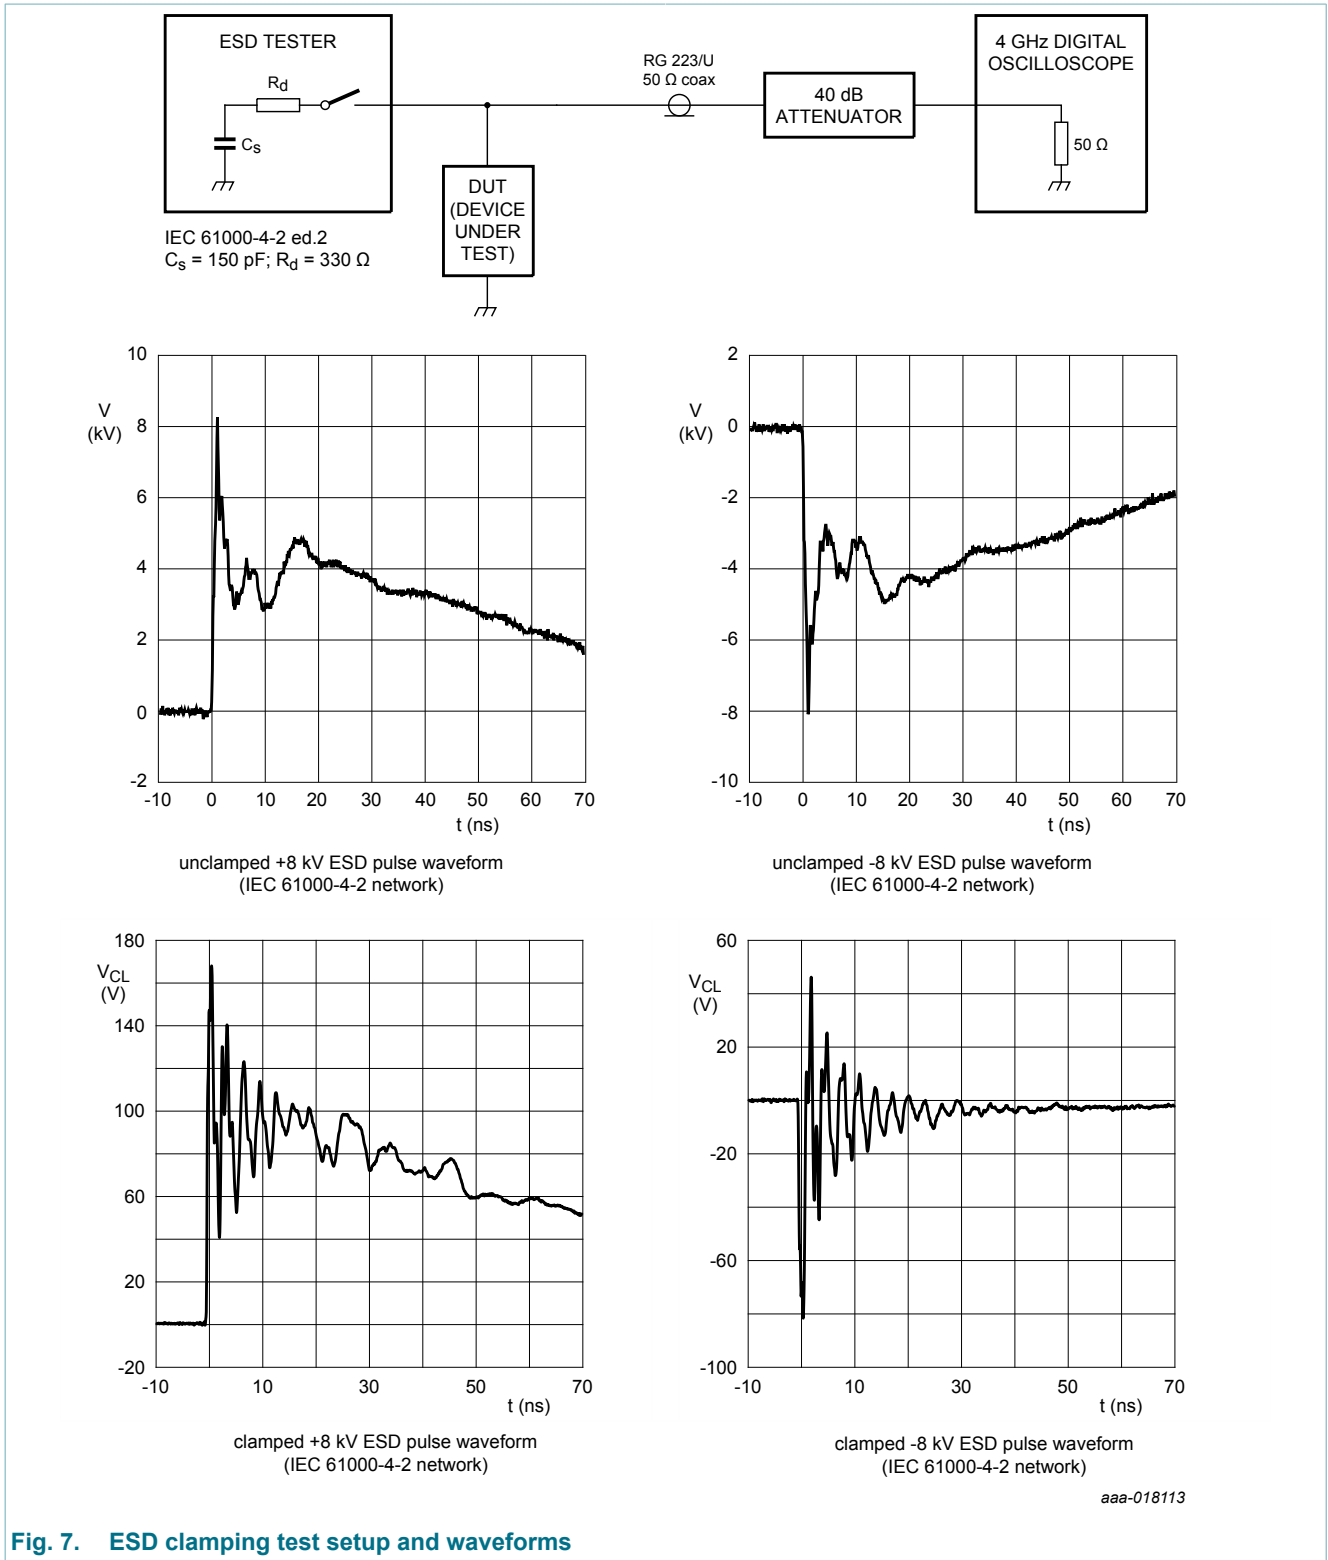 ESD TESTER
Rd
Cs
IEC 61000-4-2 ed.2
Cs = 150 pF; Rd = 330 Ω
DUT
(DEVICE
UNDER
TEST)
RG 223/U
50 Ω coax
40 dB
ATTENUATOR
4 GHz DIGITAL
OSCILLOSCOPE
50 Ω
10
8
6
4
2
0
-2
V
(kV)
-10 0 10 20 30 40 50 60 70
t (ns)
unclamped +8 kV ESD pulse waveform
(IEC 61000-4-2 network)
2
0
-2
-4
-6
-8
-10
V
(kV)
-10 0 10 20 30 40 50 60 70
t (ns)
unclamped -8 kV ESD pulse waveform
(IEC 61000-4-2 network)
180
140
100
60
20
-20
VCL
(V)
-10 10 30 50 70
t (ns)
clamped +8 kV ESD pulse waveform
(IEC 61000-4-2 network)
60
20
-20
-60
-100
VCL
(V)
-10 10 30 50 70
t (ns)
clamped -8 kV ESD pulse waveform
(IEC 61000-4-2 network)
aaa-018113
Fig. 7. ESD clamping test setup and waveforms